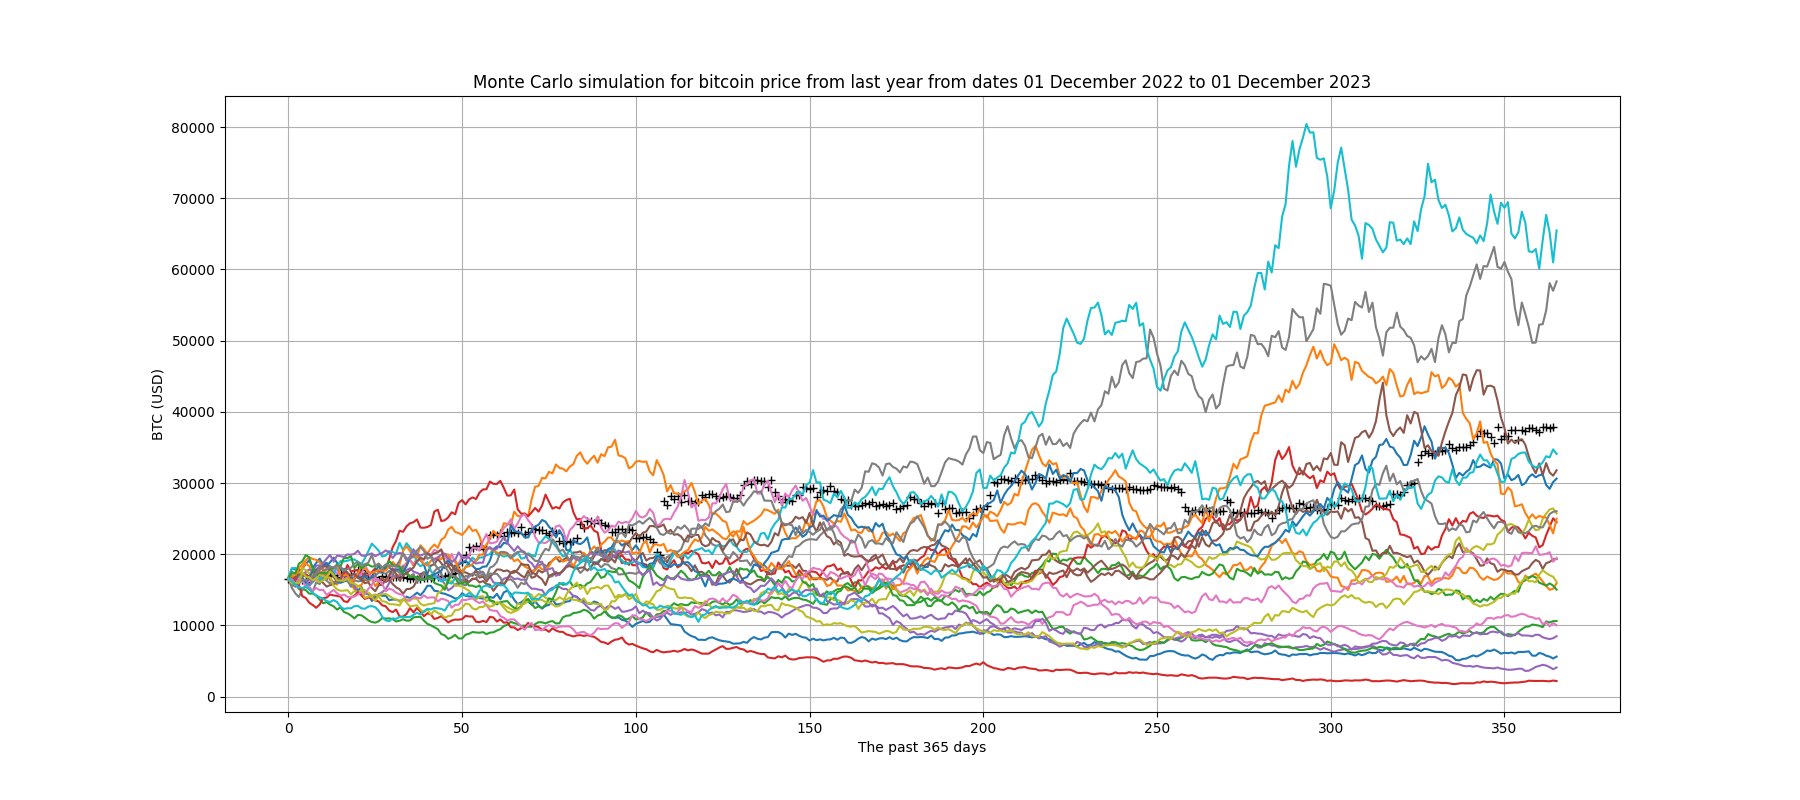 Monte Carlo simulation for bitcoin price from last year from dates 01 December 2022 to 01 December 2023
80000
70000
60000
50000
40000
30000
20000
10000
0
BTC (USD)
0 50 100 150 200 250 300 350
The past 365 days